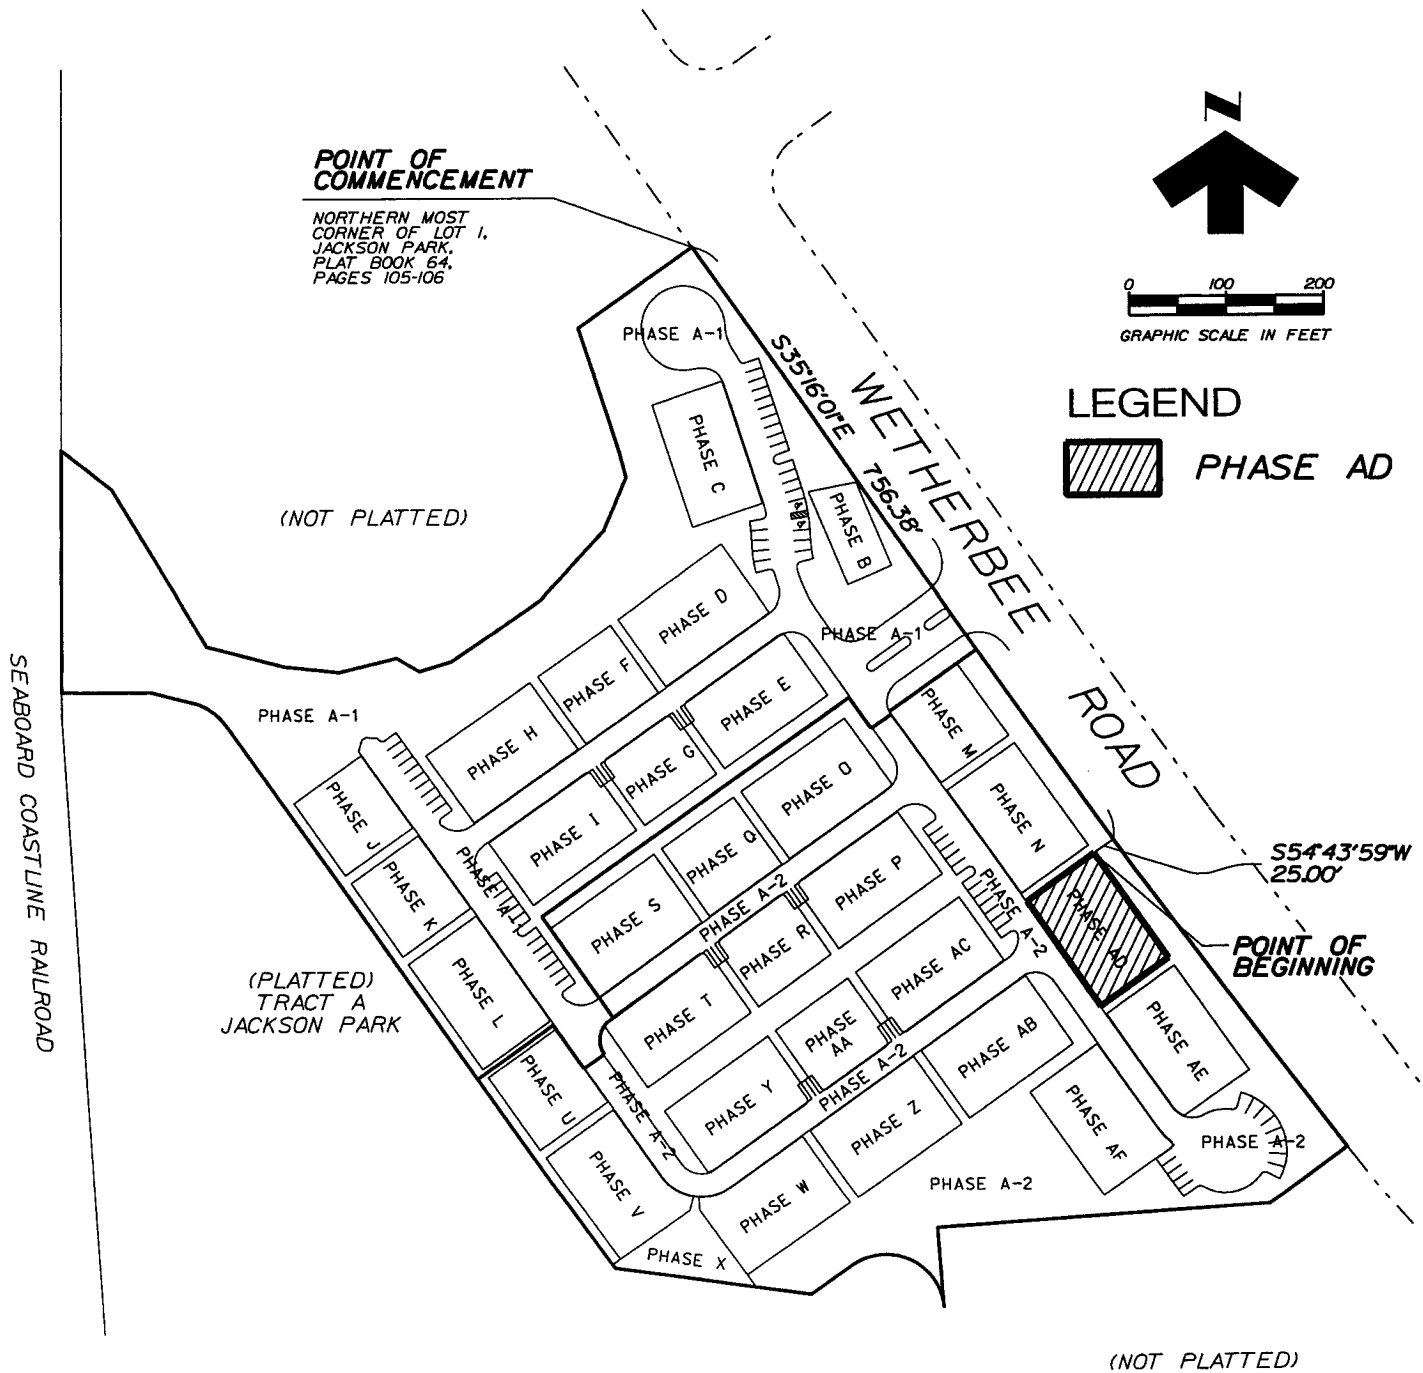 N
POINT OF
COMMENCEMENT
NORTHERN MOST
CORNER OF LOT 1,
JACKSON PARK,
PLAT BOOK 64,
PAGES 105-106
0 100 200
GRAPHIC SCALE IN FEET
LEGEND
PHASE AD
S35°16'01"E 756.38'
WETHERBEE ROAD
PHASE A-1
PHASE C
PHASE B
(NOT PLATTED)
PHASE D
PHASE A-1
PHASE F
PHASE E
PHASE H
PHASE G
PHASE M
PHASE A-1
PHASE J
PHASE I
PHASE O
PHASE N
PHASE Q
PHASE K
PHASE A-1
PHASE S
PHASE A-2
PHASE P
PHASE A-2
S54°43'59"W
25.00'
PHASE AD
POINT OF
BEGINNING
SEABOARD COASTLINE RAILROAD
(PLATTED)
TRACT A
JACKSON PARK
PHASE L
PHASE R
PHASE AC
PHASE T
PHASE
AA
PHASE AB
PHASE AE
PHASE U
PHASE A-2
PHASE Y
PHASE A-2
PHASE Z
PHASE AF
PHASE A-2
PHASE V
PHASE W
PHASE A-2
PHASE X
(NOT PLATTED)